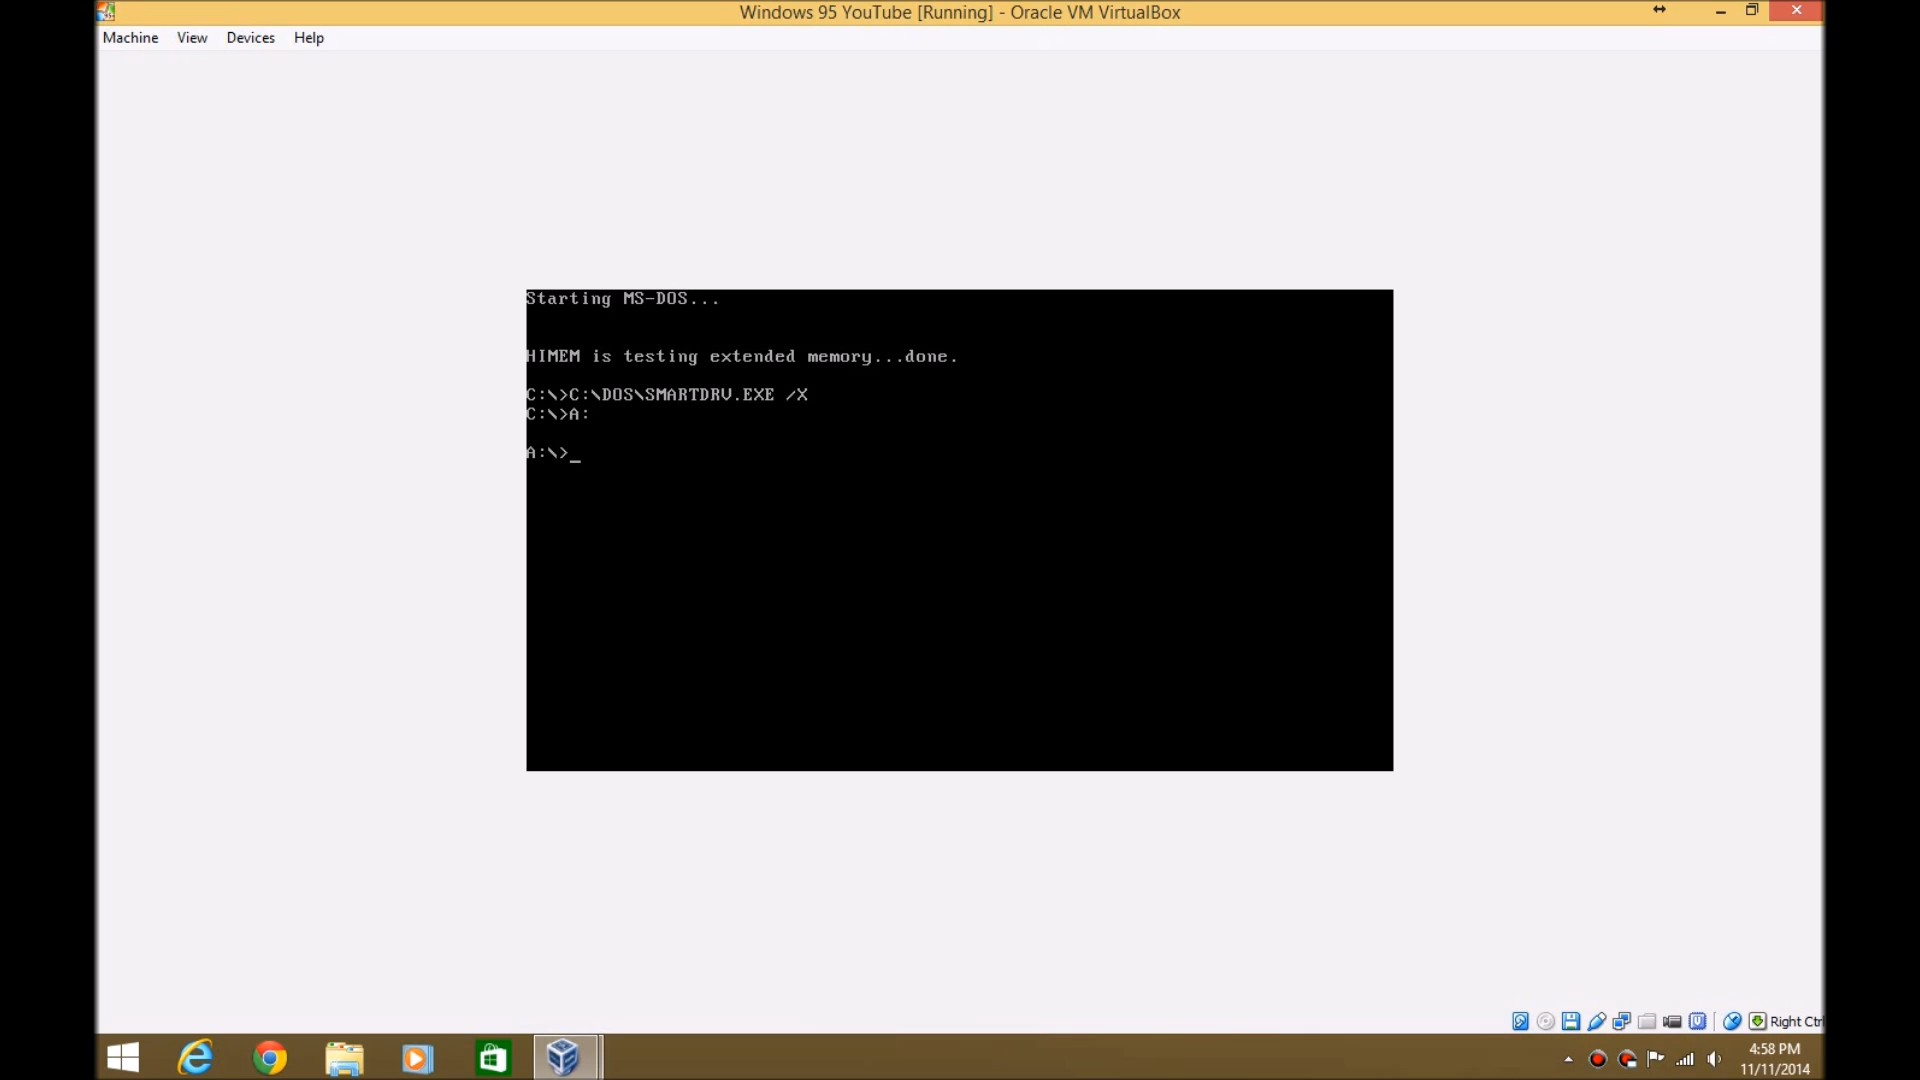 Windows 95 YouTube [Running] - Oracle VM VirtualBox
Machine View Devices Help
Starting MS-DOS...
HIMEM is testing extended memory...done.
C:\>C:\DOS\SMARTDRV.EXE /X
C:\>A:
A:\>_
Right Ctrl
4:58 PM
11/11/2014